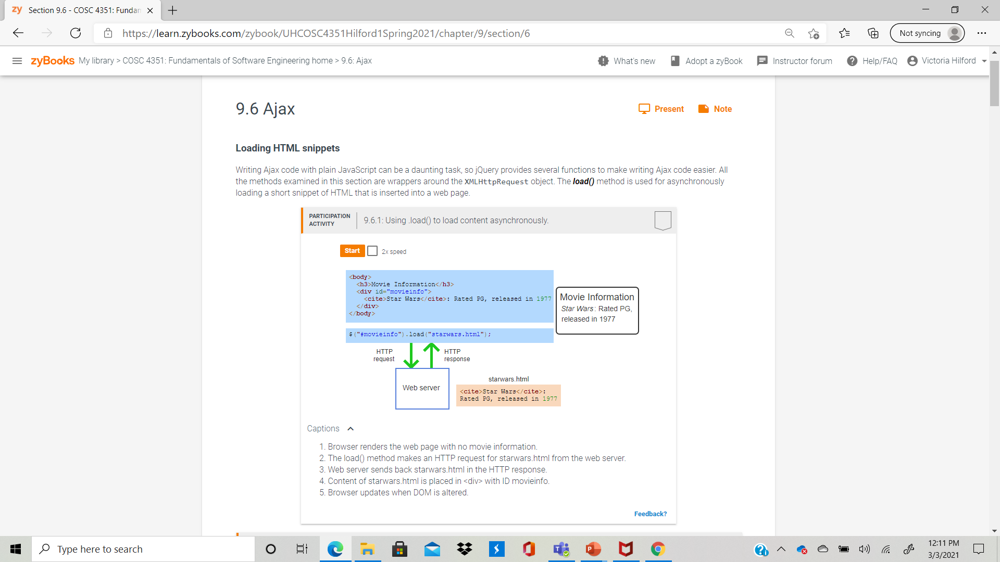 zy Section 9.6 - COSC 4351: Fundan
https://learn.zybooks.com/zybook/UHCOSC4351Hilford1Spring2021/chapter/9/section/6
Not syncing
zyBooks My library > COSC 4351: Fundamentals of Software Engineering home > 9.6: Ajax
What's new
Adopt a zyBook
Instructor forum
Help/FAQ
Victoria Hilford
9.6 Ajax
Present
Note
Loading HTML snippets
Writing Ajax code with plain JavaScript can be a daunting task, so jQuery provides several functions to make writing Ajax code easier. All
the methods examined in this section are wrappers around the XMLHttpRequest object. The load() method is used for asynchronously
loading a short snippet of HTML that is inserted into a web page.
PARTICIPATION
ACTIVITY
9.6.1: Using .load() to load content asynchronously.
Start
2x speed
<body>
<h3>Movie Information</h3>
<div id="movieinfo">
<cite>Star Wars</cite>: Rated PG, released in 1977
</div>
</body>
Movie Information
Star Wars: Rated PG,
released in 1977
$("#movieinfo").load("starwars.html");
HTTP
request
HTTP
response
Web server
starwars.html
<cite>Star Wars</cite>:
Rated PG, released in 1977
Captions
1. Browser renders the web page with no movie information.
2. The load() method makes an HTTP request for starwars.html from the web server.
3. Web server sends back starwars.html in the HTTP response.
4. Content of starwars.html is placed in <div> with ID movieinfo.
5. Browser updates when DOM is altered.
Feedback?
Type here to search
12:11 PM
3/3/2021